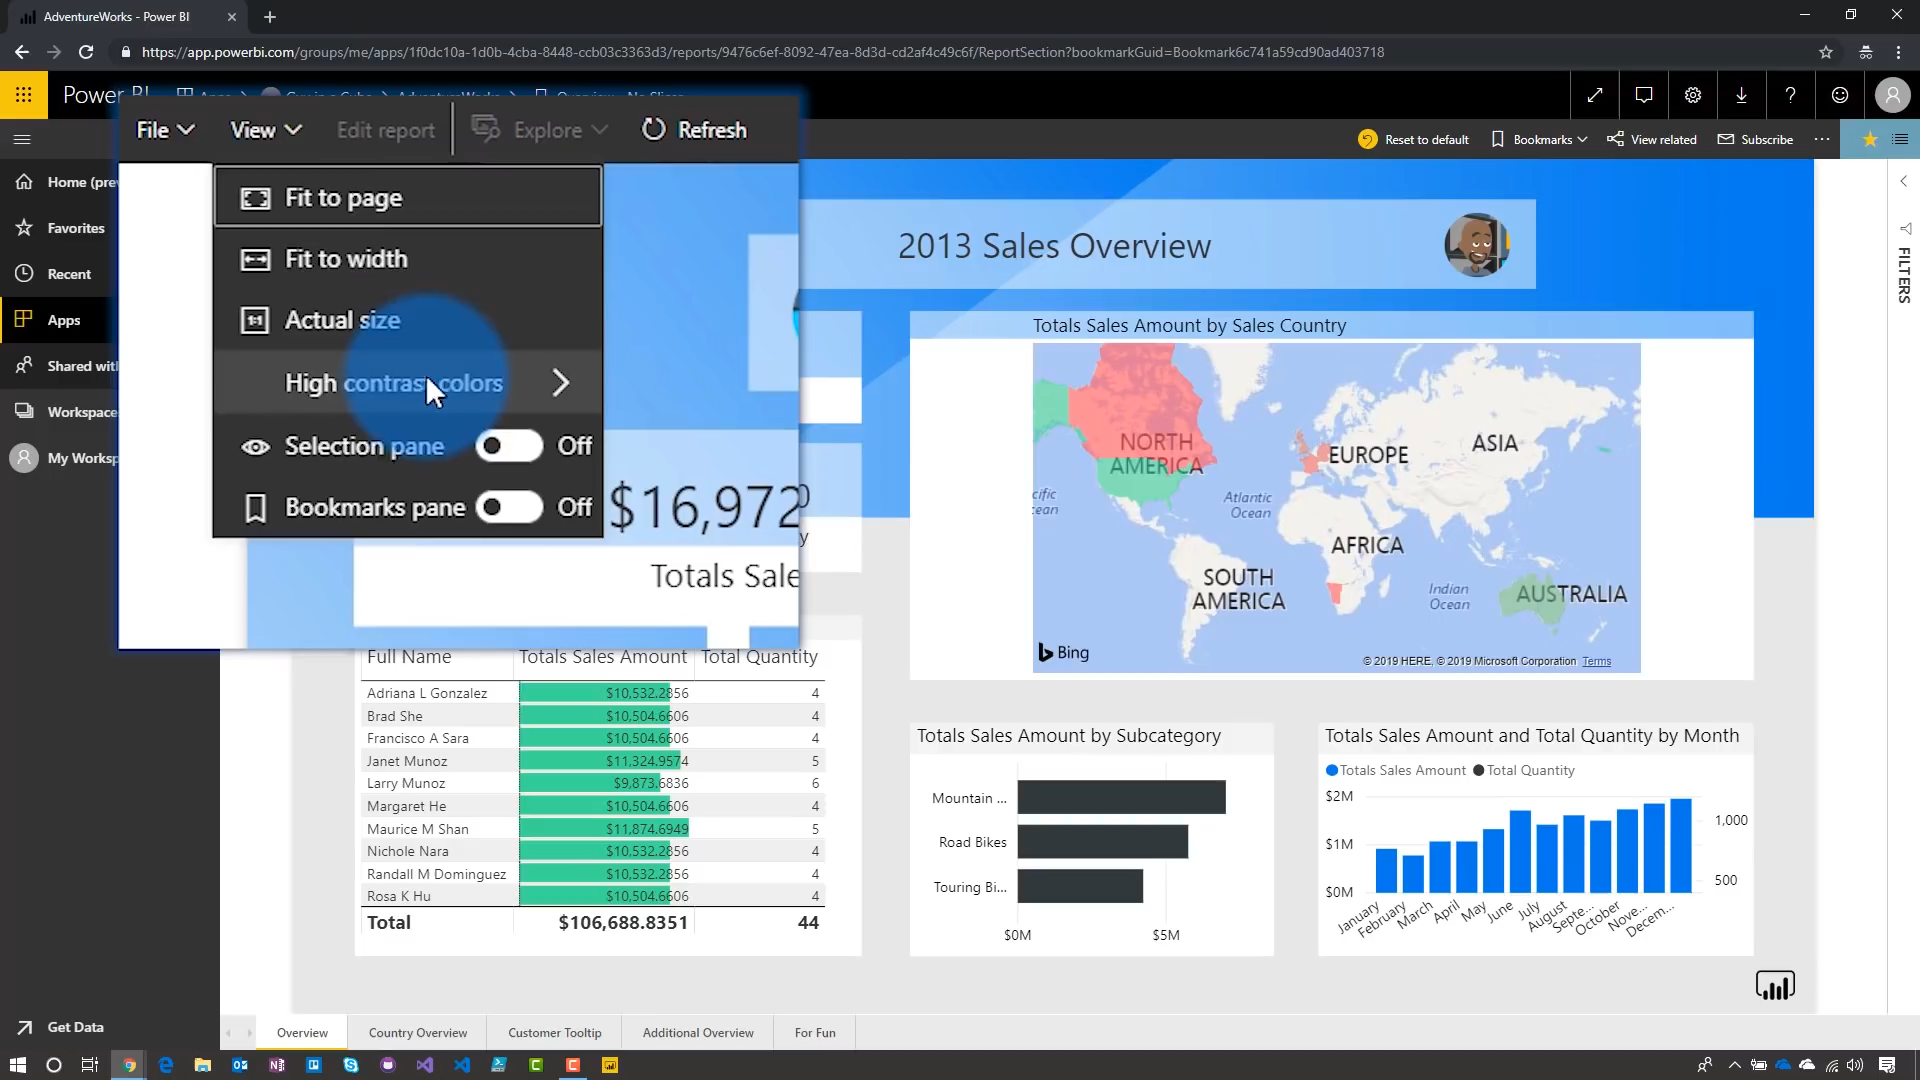 AdventureWorks - Power BI
https://app.powerbi.com/groups/me/apps/1f0dc10a-1d0b-4cba-8448-ccb03c3363d3/reports/9476c6ef-8092-47ea-8d3d-cd2af4c49c6f/ReportSection?bookmarkGuid=Bookmark6c741a59cd90ad403718
Power BI
File View Edit report Explore Refresh
Reset to default Bookmarks View related Subscribe
Fit to page
Fit to width
Actual size
High contrast colors
Selection pane Off
Bookmarks pane Off
Home (pre
Favorites
Recent
Apps
Shared with
Workspace
My Worksp
Get Data
$16,972
Totals Sale
2013 Sales Overview
FILTERS
Totals Sales Amount by Sales Country
NORTH
AMERICA
EUROPE
ASIA
cific
ean
Atlantic
Ocean
AFRICA
SOUTH
AMERICA
Indian
Ocean
AUSTRALIA
Bing
© 2019 HERE, © 2019 Microsoft Corporation Terms
Full Name Totals Sales Amount Total Quantity
Adriana L Gonzalez $10,532.2856 4
Brad She $10,504.6606 4
Francisco A Sara $10,504.6606 4
Janet Munoz $11,324.9574 5
Larry Munoz $9,873.6836 6
Margaret He $10,504.6606 4
Maurice M Shan $11,874.6949 5
Nichole Nara $10,532.2856 4
Randall M Dominguez $10,532.2856 4
Rosa K Hu $10,504.6606 4
Total $106,688.8351 44
Totals Sales Amount by Subcategory
Mountain ...
Road Bikes
Touring Bi...
$0M $5M
Totals Sales Amount and Total Quantity by Month
Totals Sales Amount Total Quantity
$2M
$1M
$0M
1,000
500
January February March April May June July August Septe... October Nove... Decem...
Overview Country Overview Customer Tooltip Additional Overview For Fun